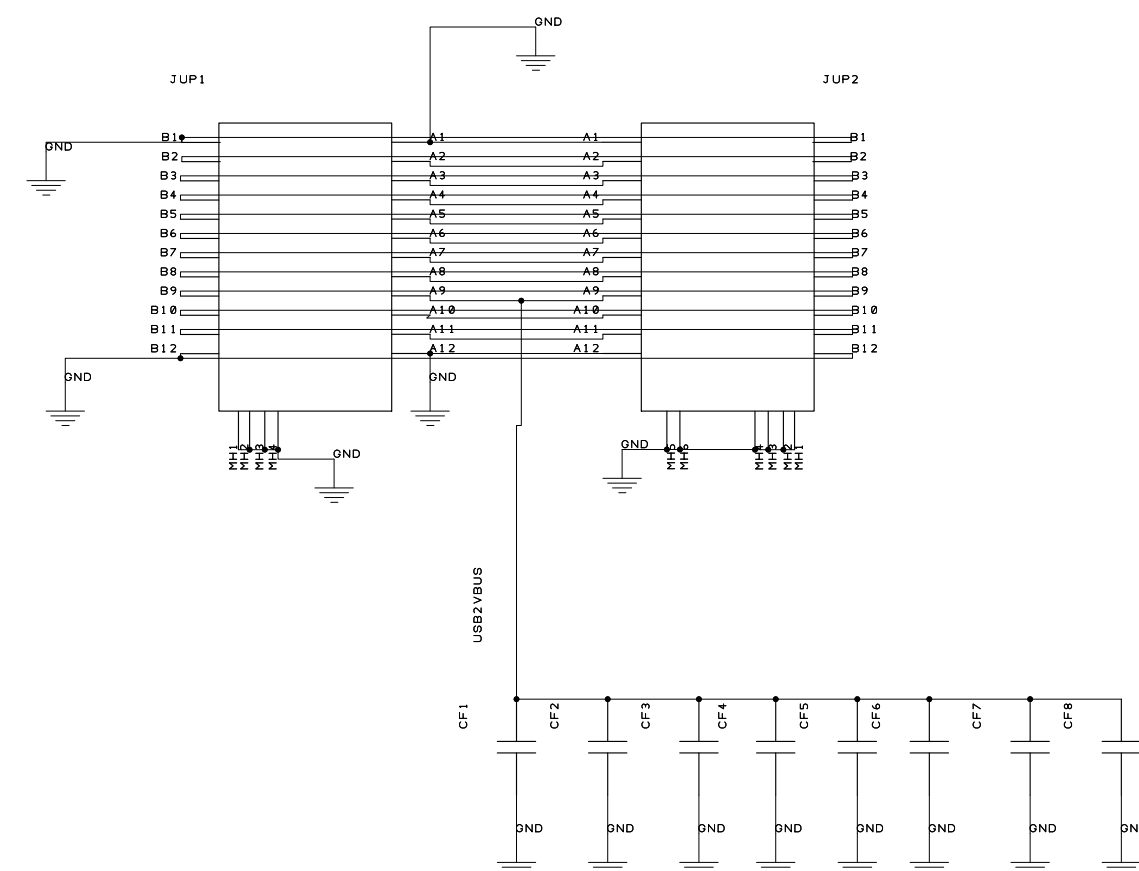 GND
JUP1 JUP2
B1 A1 A1 B1
GND
B2 A2 A2 B2
B3 A3 A3 B3
B4 A4 A4 B4
B5 A5 A5 B5
B6 A6 A6 B6
B7 A7 A7 B7
B8 A8 A8 B8
B9 A9 A9 B9
B10 A10 A10 B10
B11 A11 A11 B11
B12 A12 A12 B12
GND GND
MH1 MH2 MH3 MH4 GND
GND MH5 MH6 MH4 MH3 MH2 MH1
USB2VBUS
CF1 CF2 CF3 CF4 CF5 CF6 CF7 CF8
GND GND GND GND GND GND GND GN